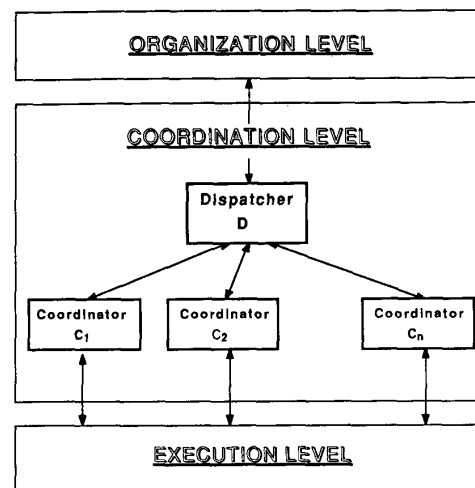 ORGANIZATION LEVEL
COORDINATION LEVEL
Dispatcher
D
Coordinator
C1
Coordinator
C2
Coordinator
Cn
EXECUTION LEVEL